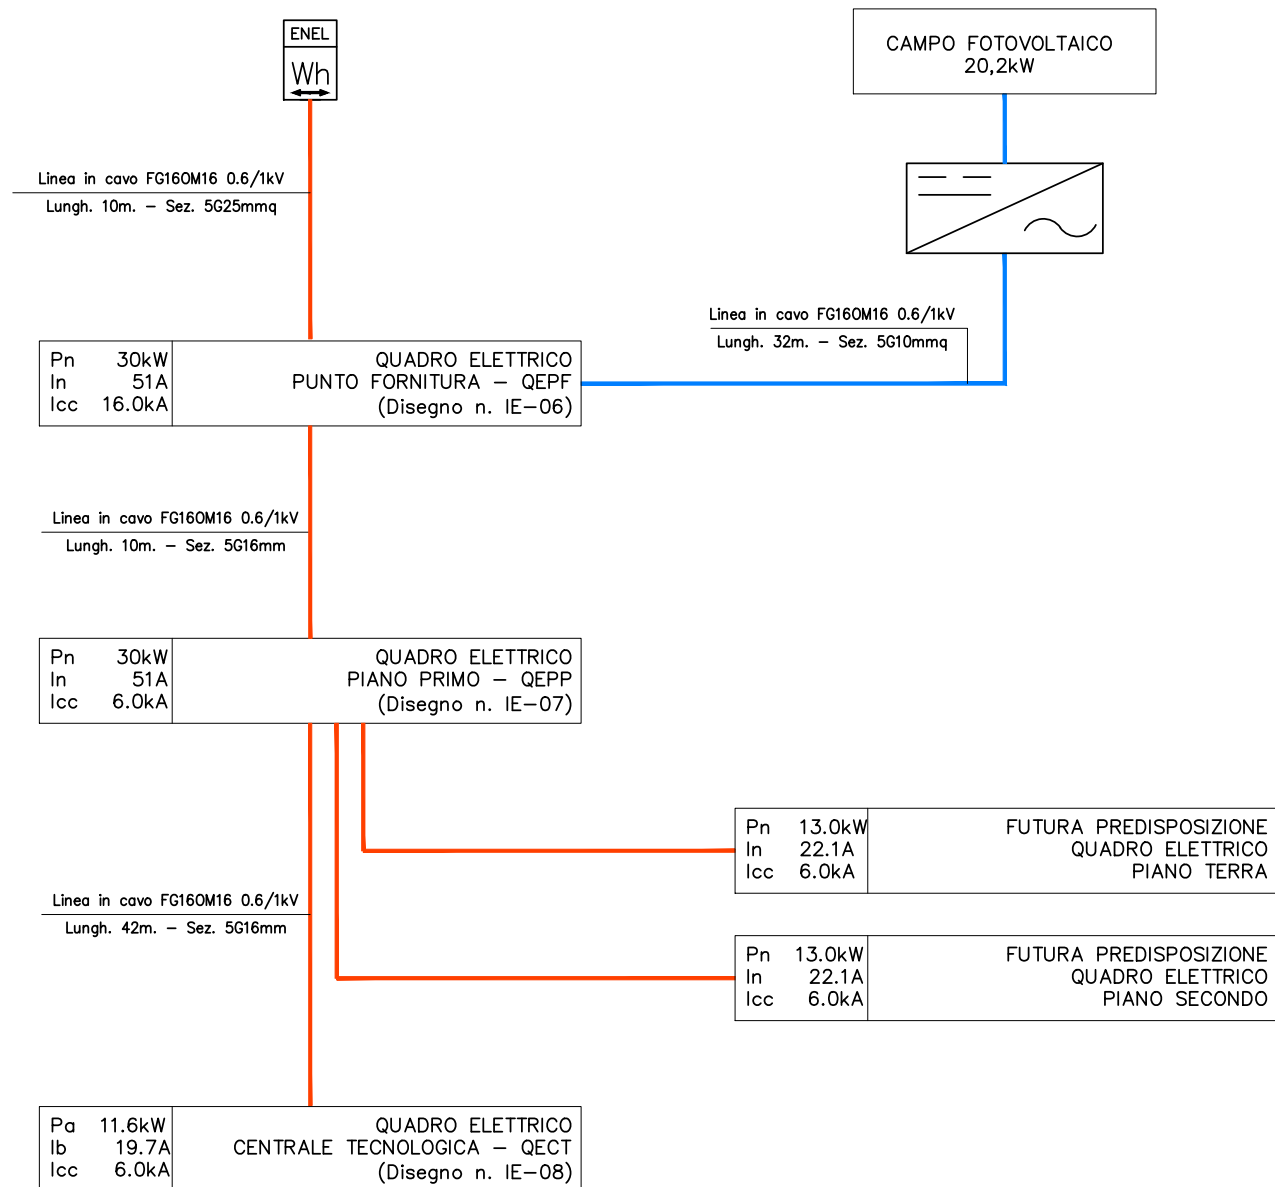 ENEL
Wh
CAMPO FOTOVOLTAICO
20,2kW
Linea in cavo FG16OM16 0.6/1kV
Lungh. 10m. – Sez. 5G25mmq
Linea in cavo FG16OM16 0.6/1kV
Lungh. 32m. – Sez. 5G10mmq
Pn 30kW
In 51A
Icc 16.0kA
QUADRO ELETTRICO
PUNTO FORNITURA – QEPF
(Disegno n. IE–06)
Linea in cavo FG16OM16 0.6/1kV
Lungh. 10m. – Sez. 5G16mm
Pn 30kW
In 51A
Icc 6.0kA
QUADRO ELETTRICO
PIANO PRIMO – QEPP
(Disegno n. IE–07)
Pn 13.0kW
In 22.1A
Icc 6.0kA
FUTURA PREDISPOSIZIONE
QUADRO ELETTRICO
PIANO TERRA
Linea in cavo FG16OM16 0.6/1kV
Lungh. 42m. – Sez. 5G16mm
Pn 13.0kW
In 22.1A
Icc 6.0kA
FUTURA PREDISPOSIZIONE
QUADRO ELETTRICO
PIANO SECONDO
Pa 11.6kW
Ib 19.7A
Icc 6.0kA
QUADRO ELETTRICO
CENTRALE TECNOLOGICA – QECT
(Disegno n. IE–08)